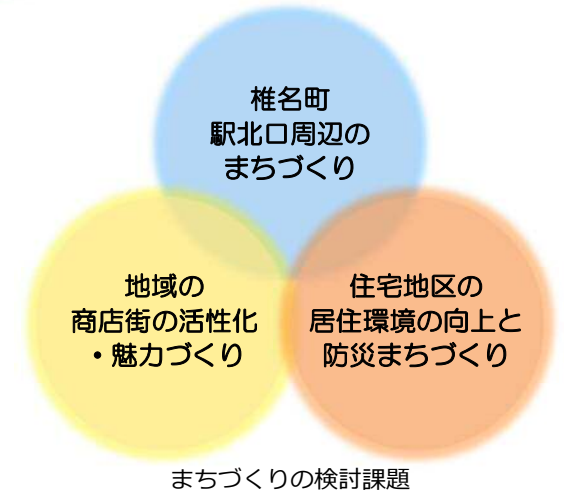 椎名町
駅北口周辺の
まちづくり
地域の
商店街の活性化
・魅力づくり
住宅地区の
居住環境の向上と
防災まちづくり
まちづくりの検討課題